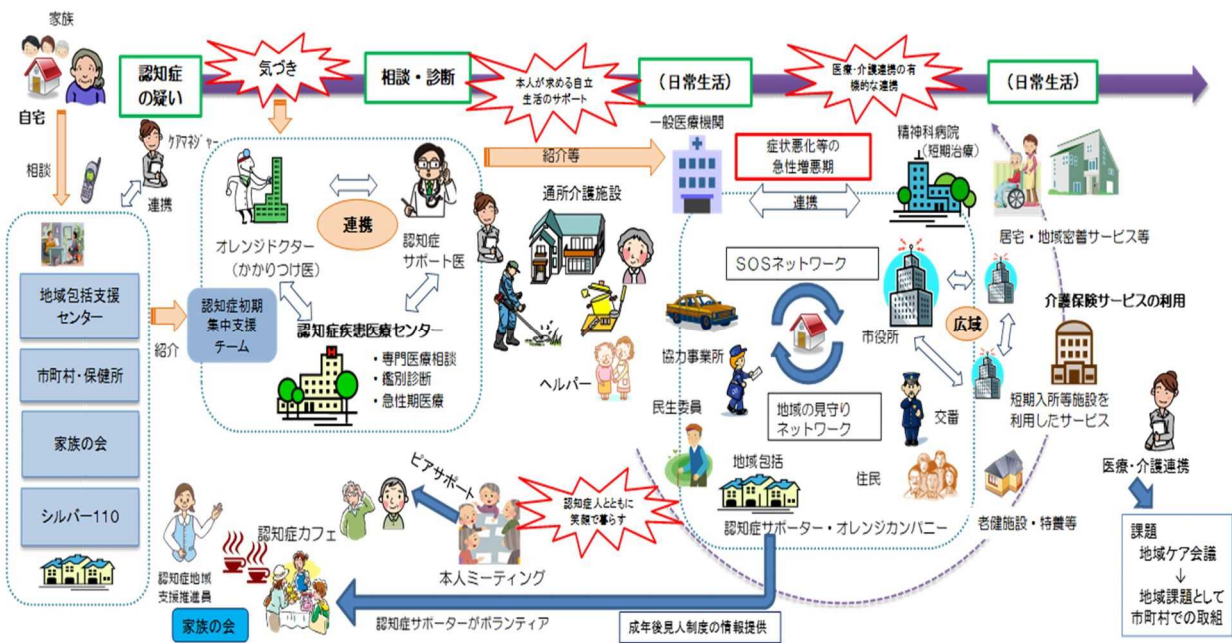 家族
自宅
認知症
の疑い
気づき
相談・診断
本人が求める自立
生活のサポート
(日常生活)
医療・介護連携の有
機的な連携
(日常生活)
相談
ケアマネジャー
連携
地域包括支援
センター
市町村・保健所
家族の会
シルバー110
紹介
オレンジドクター
(かかりつけ医)
連携
認知症
サポート医
認知症初期
集中支援
チーム
認知症疾患医療センター
・専門医療相談
・鑑別診断
・急性期医療
紹介等
通所介護施設
ヘルパー
一般医療機関
症状悪化等の
急性増悪期
連携
精神科病院
(短期治療)
SOSネットワーク
協力事業所
民生委員
地域の見守り
ネットワーク
市役所
広域
交番
住民
地域包括
認知症サポーター・オレンジカンパニー
居宅・地域密着サービス等
介護保険サービスの利用
短期入所等施設を
利用したサービス
老健施設・特養等
医療・介護連携
課題
地域ケア会議
↓
地域課題として
市町村での取組
ピアサポート
認知症人とともに
笑顔で暮らす
本人ミーティング
認知症カフェ
認知症地域
支援推進員
家族の会
認知症サポーターがボランティア
成年後見人制度の情報提供